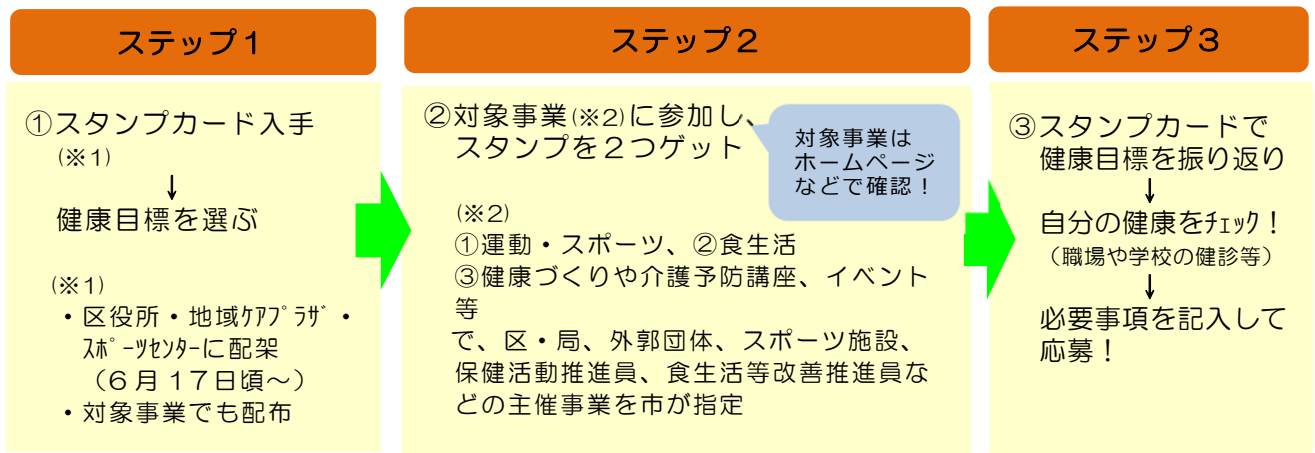 ステップ1
①スタンプカード入手
(※1)
↓
健康目標を選ぶ
(※1)
・区役所・地域ｹｱﾌﾟﾗｻﾞ・
ｽﾎﾟｰﾂｾﾝﾀｰに配架
（６月17日頃～）
・対象事業でも配布
ステップ２
②対象事業(※2)に参加し、
スタンプを２つゲット
対象事業は
ホームページ
などで確認！
(※2)
①運動・スポーツ、②食生活
③健康づくりや介護予防講座、イベント
等
で、区・局、外郭団体、スポーツ施設、
保健活動推進員、食生活等改善推進員な
どの主催事業を市が指定
ステップ３
③スタンプカードで
健康目標を振り返り
↓
自分の健康をﾁｪｯｸ！
（職場や学校の健診等）
↓
必要事項を記入して
応募！